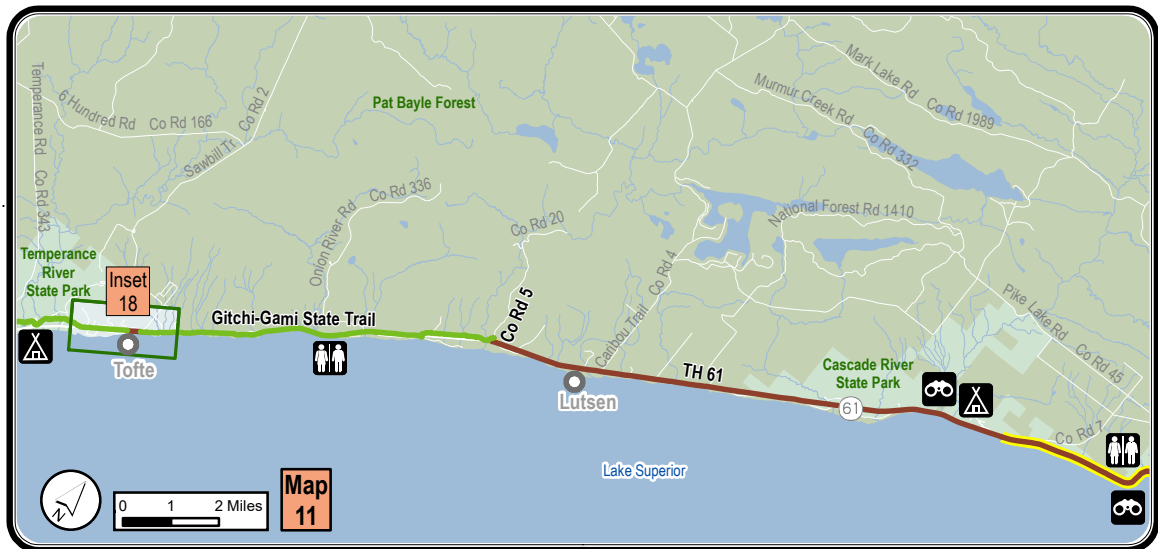 Mark Lake Rd
Co Rd 1989
Murmur Creek Rd
Co Rd 332
Temperance Rd
Co Rd 343
6 Hundred Rd
Co Rd 166
Co Rd 2
Sawbill Tr.
Pat Bayle Forest
Onion River Rd
Co Rd 336
Co Rd 20
National Forest Rd 1410
Temperance
River
State Park
Inset
18
Gitchi-Gami State Trail
Co Rd 5
Caribou Trail
Co Rd 4
Pike Lake Rd
Co Rd 45
Tofte
TH 61
Cascade River
State Park
61
Lutsen
Co Rd 7
Lake Superior
N
0 1 2 Miles
Map
11